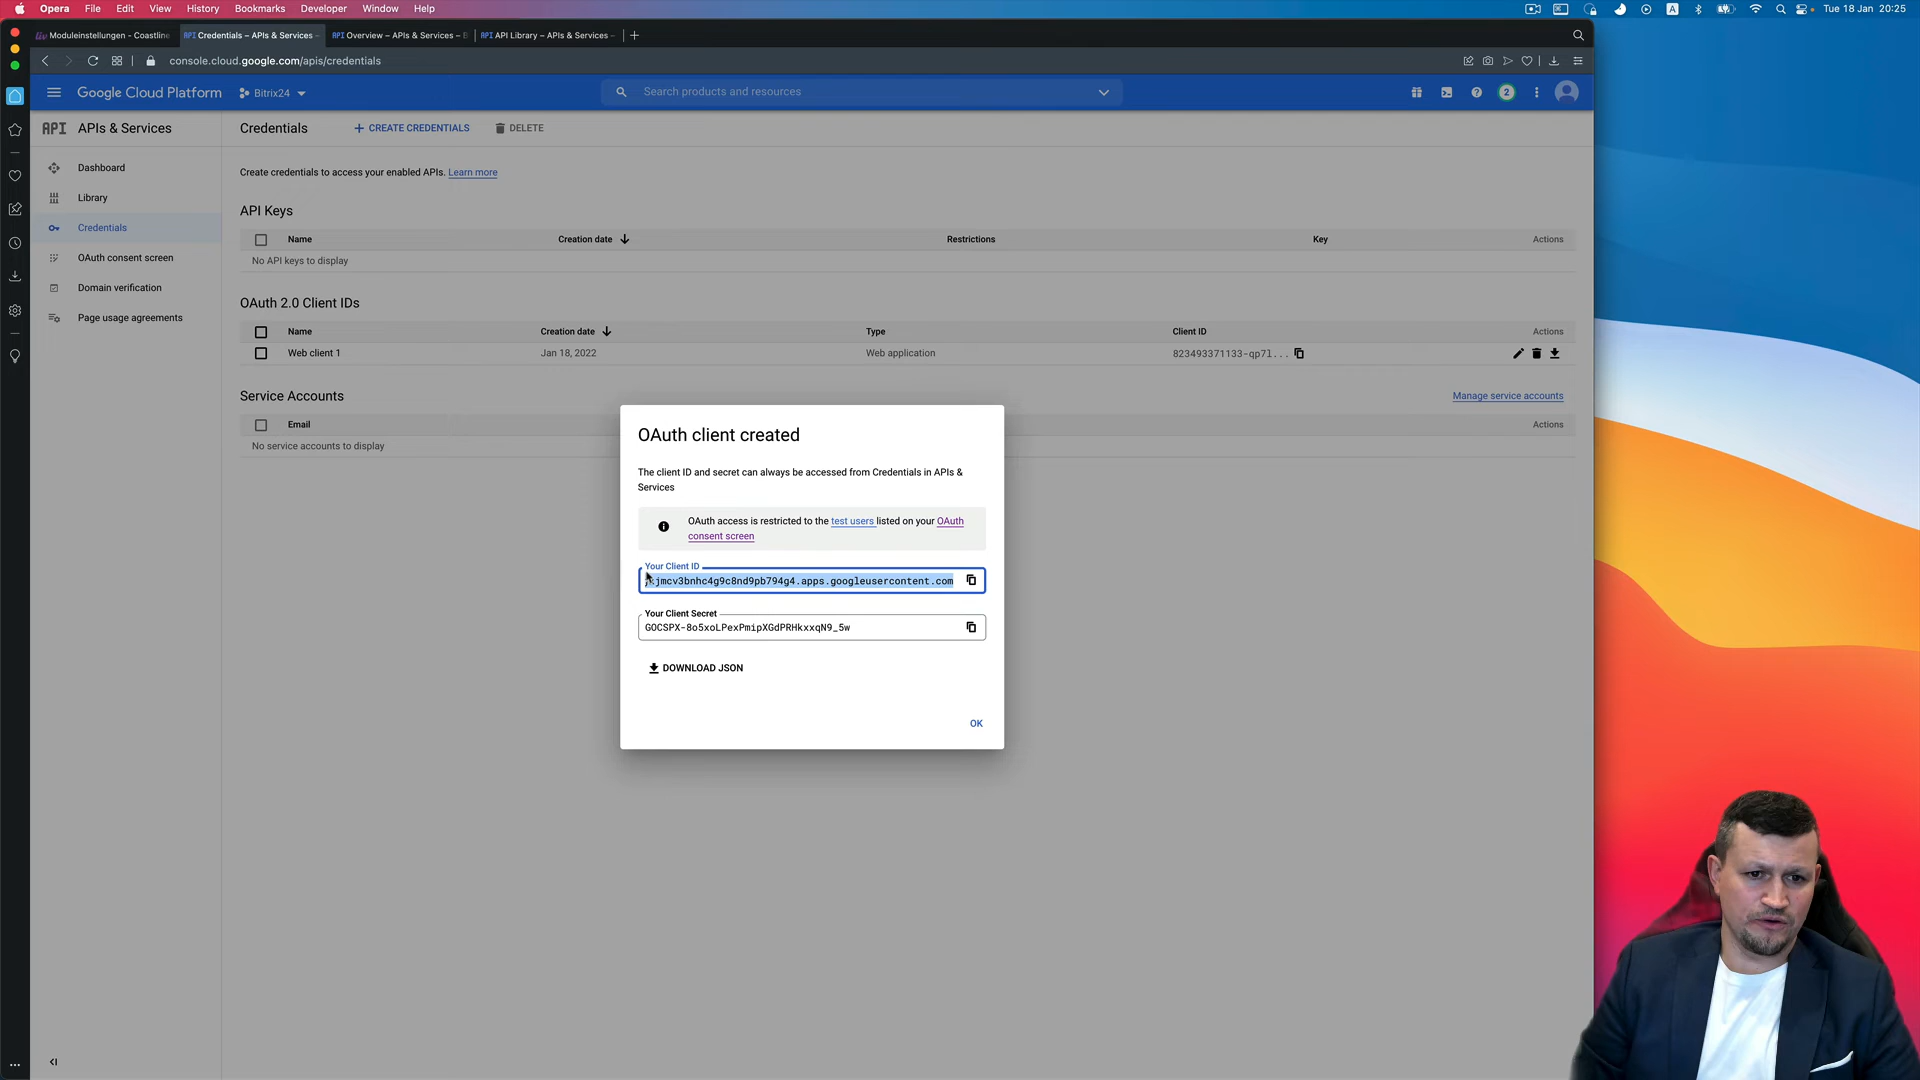 Opera File Edit View History Bookmarks Developer Window Help
A Tue 18 Jan 20:25
Moduleinstellungen - Coastline
API Credentials – APIs & Services -
API Overview – APIs & Services – B
API API Library – APIs & Services –
console.cloud.google.com/apis/credentials
Google Cloud Platform
Bitrix24
Search products and resources
2
API APIs & Services
Credentials
CREATE CREDENTIALS
DELETE
Dashboard
Library
Credentials
OAuth consent screen
Domain verification
Page usage agreements
Create credentials to access your enabled APIs. Learn more
API Keys
Name Creation date Restrictions Key Actions
No API keys to display
OAuth 2.0 Client IDs
Name Creation date Type Client ID Actions
Web client 1 Jan 18, 2022 Web application 823493371133-qp7l...
Service Accounts
Manage service accounts
Email Actions
No service accounts to display
OAuth client created
The client ID and secret can always be accessed from Credentials in APIs &
Services
OAuth access is restricted to the test users listed on your OAuth
consent screen
Your Client ID
jmcv3bnhc4g9c8nd9pb794g4.apps.googleusercontent.com
Your Client Secret
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
DOWNLOAD JSON
OK